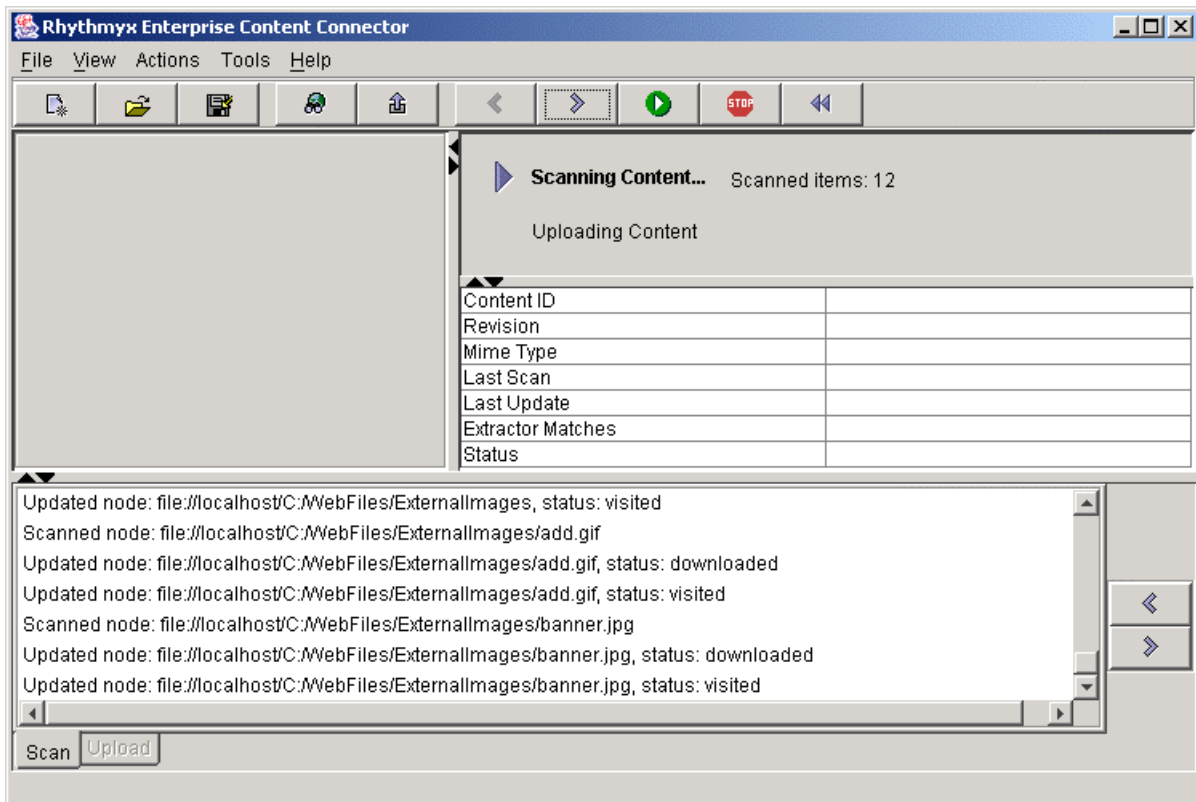 Rhythmyx Enterprise Content Connector
File View Actions Tools Help
STOP
Scanning Content... Scanned items: 12
Uploading Content
Content ID
Revision
Mime Type
Last Scan
Last Update
Extractor Matches
Status
Updated node: file://localhost/C:/WebFiles/ExternalImages, status: visited
Scanned node: file://localhost/C:/WebFiles/ExternalImages/add.gif
Updated node: file://localhost/C:/WebFiles/ExternalImages/add.gif, status: downloaded
Updated node: file://localhost/C:/WebFiles/ExternalImages/add.gif, status: visited
Scanned node: file://localhost/C:/WebFiles/ExternalImages/banner.jpg
Updated node: file://localhost/C:/WebFiles/ExternalImages/banner.jpg, status: downloaded
Updated node: file://localhost/C:/WebFiles/ExternalImages/banner.jpg, status: visited
Scan Upload